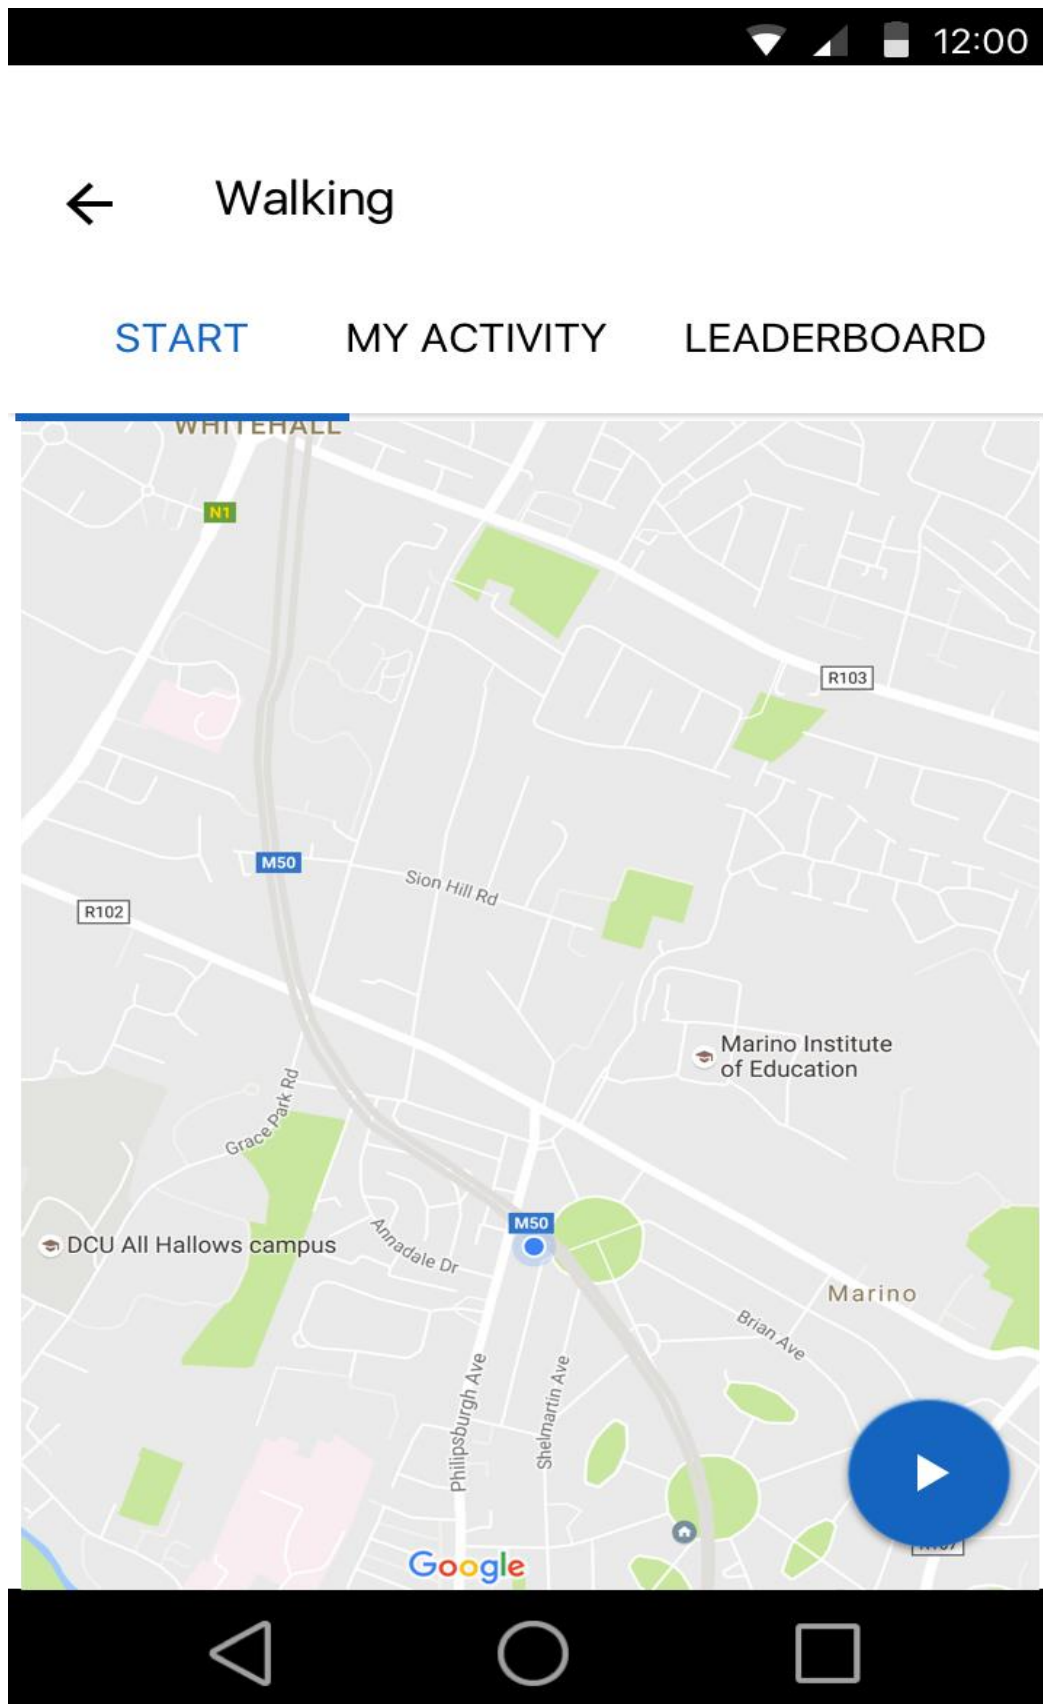 12:00
Walking
START MY ACTIVITY LEADERBOARD
WHITEHALL
N1
R103
M50
Sion Hill Rd
R102
Marino Institute
of Education
Grace Park Rd
M50
DCU All Hallows campus
Annadale Dr
Marino
Brian Ave
Philipsburgh Ave
Shelmartin Ave
Google